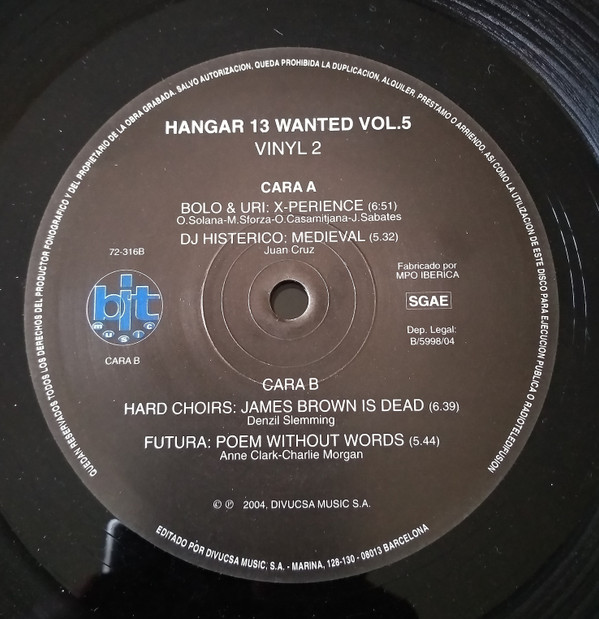 QUEDAN RESERVADOS TODOS LOS DERECHOS DEL PRODUCTOR FONOGRAFICO Y DEL PROPIETARIO DE LA OBRA GRABADA. SALVO AUTORIZACION, QUEDA PROHIBIDA LA DUPLICACION, ALQUILER, PRESTAMO O ARRIENDO, ASI COMO LA UTILIZACION DE ESTE DISCO PARA EJECUCION PUBLICA O RADIOTELEDIFUSION
HANGAR 13 WANTED VOL.5
VINYL 2
CARA A
BOLO & URI: X-PERIENCE (6:51)
O.Solana-M.Sforza-O.Casamitjana-J.Sabates
DJ HISTERICO: MEDIEVAL (5.32)
Juan Cruz
72-316B
bit
music
CARA B
Fabricado por
MPO IBERICA
SGAE
Dep. Legal:
B/5998/04
CARA B
HARD CHOIRS: JAMES BROWN IS DEAD (6.39)
Denzil Slemming
FUTURA: POEM WITHOUT WORDS (5.44)
Anne Clark-Charlie Morgan
© ℗ 2004, DIVUCSA MUSIC S.A.
EDITADO POR DIVUCSA MUSIC, S.A. - MARINA, 128-130 - 08013 BARCELONA